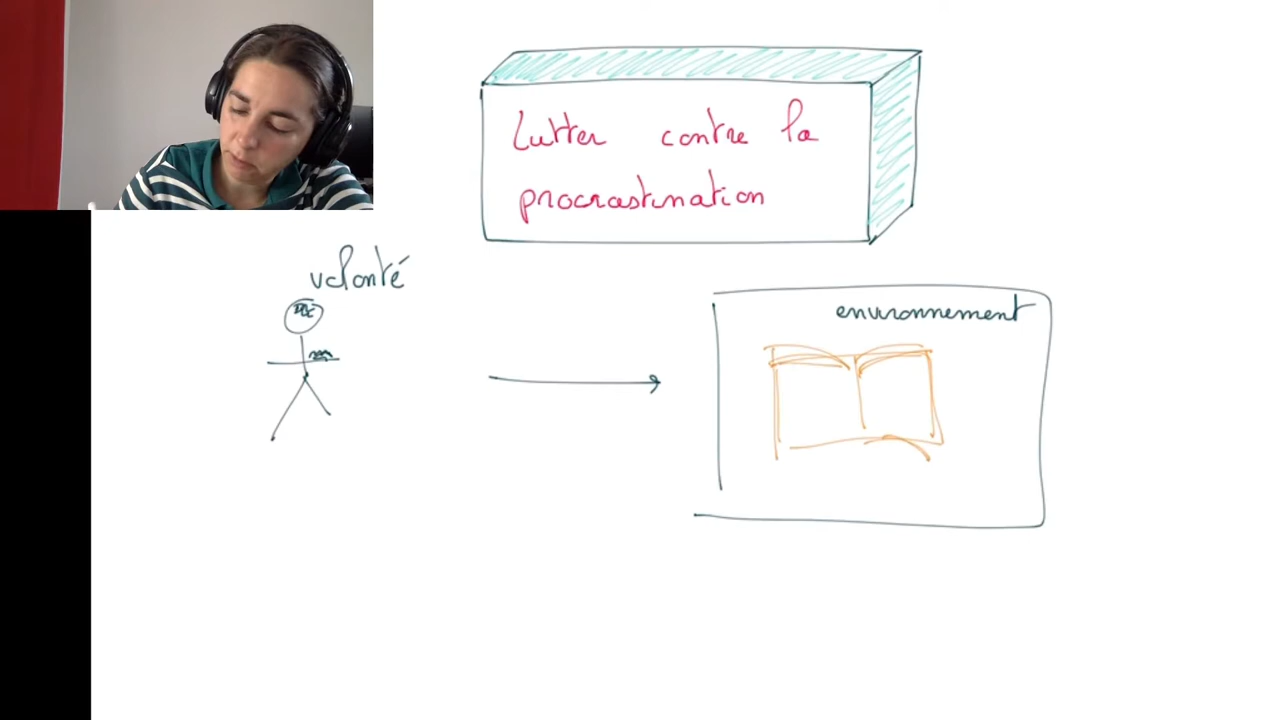 Lutter contre la
procrastination
volonté
environnement